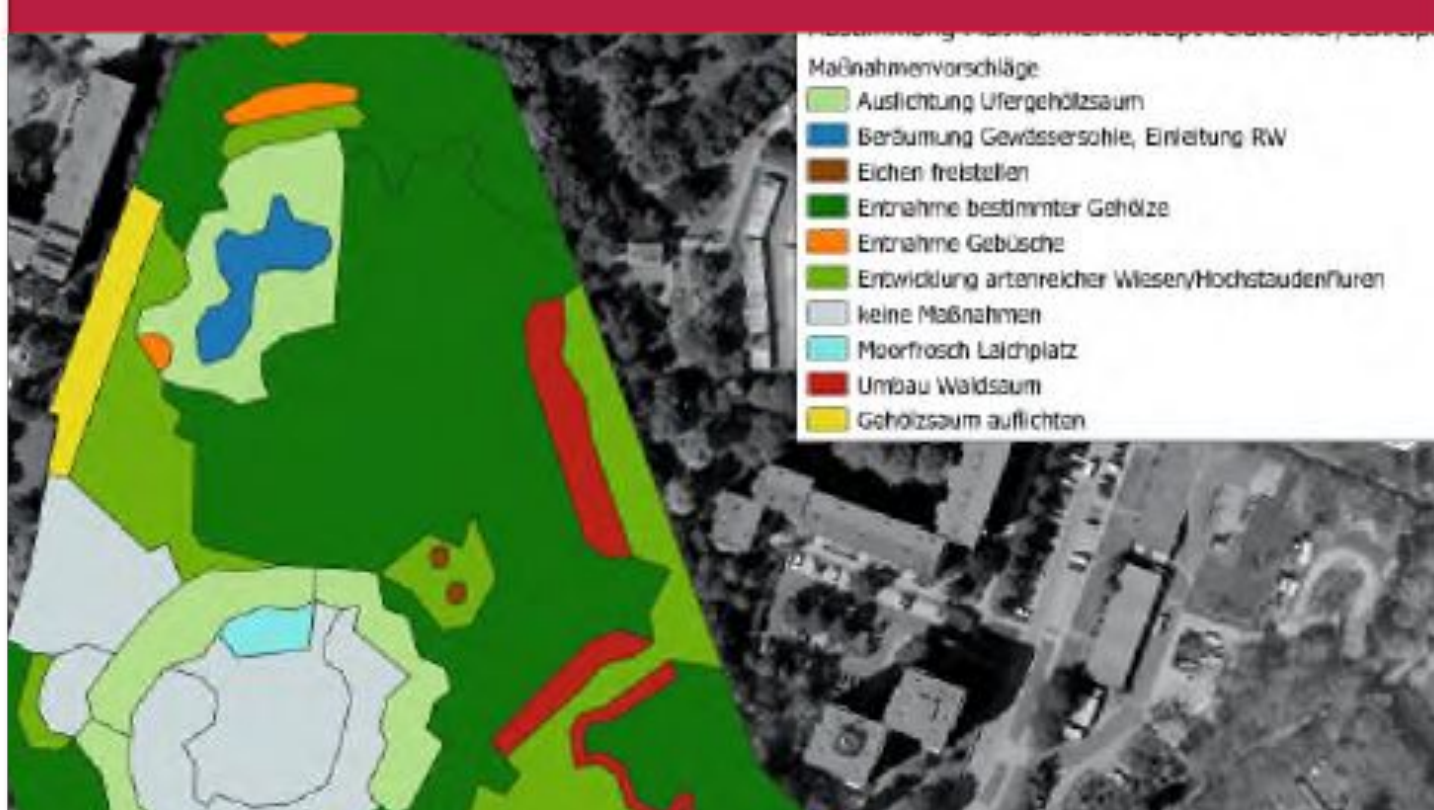 Maßnahmenvorschläge
Auslichtung Ufergehölzsaum
Beräumung Gewässersohle, Einleitung RW
Eichen freistellen
Entnahme bestimmter Gehölze
Entnahme Gebüsche
Entwicklung artenreicher Wiesen/Hochstaudenfluren
keine Maßnahmen
Moorfrosch Laichplatz
Umbau Waldsaum
Gehölzsaum auflichten